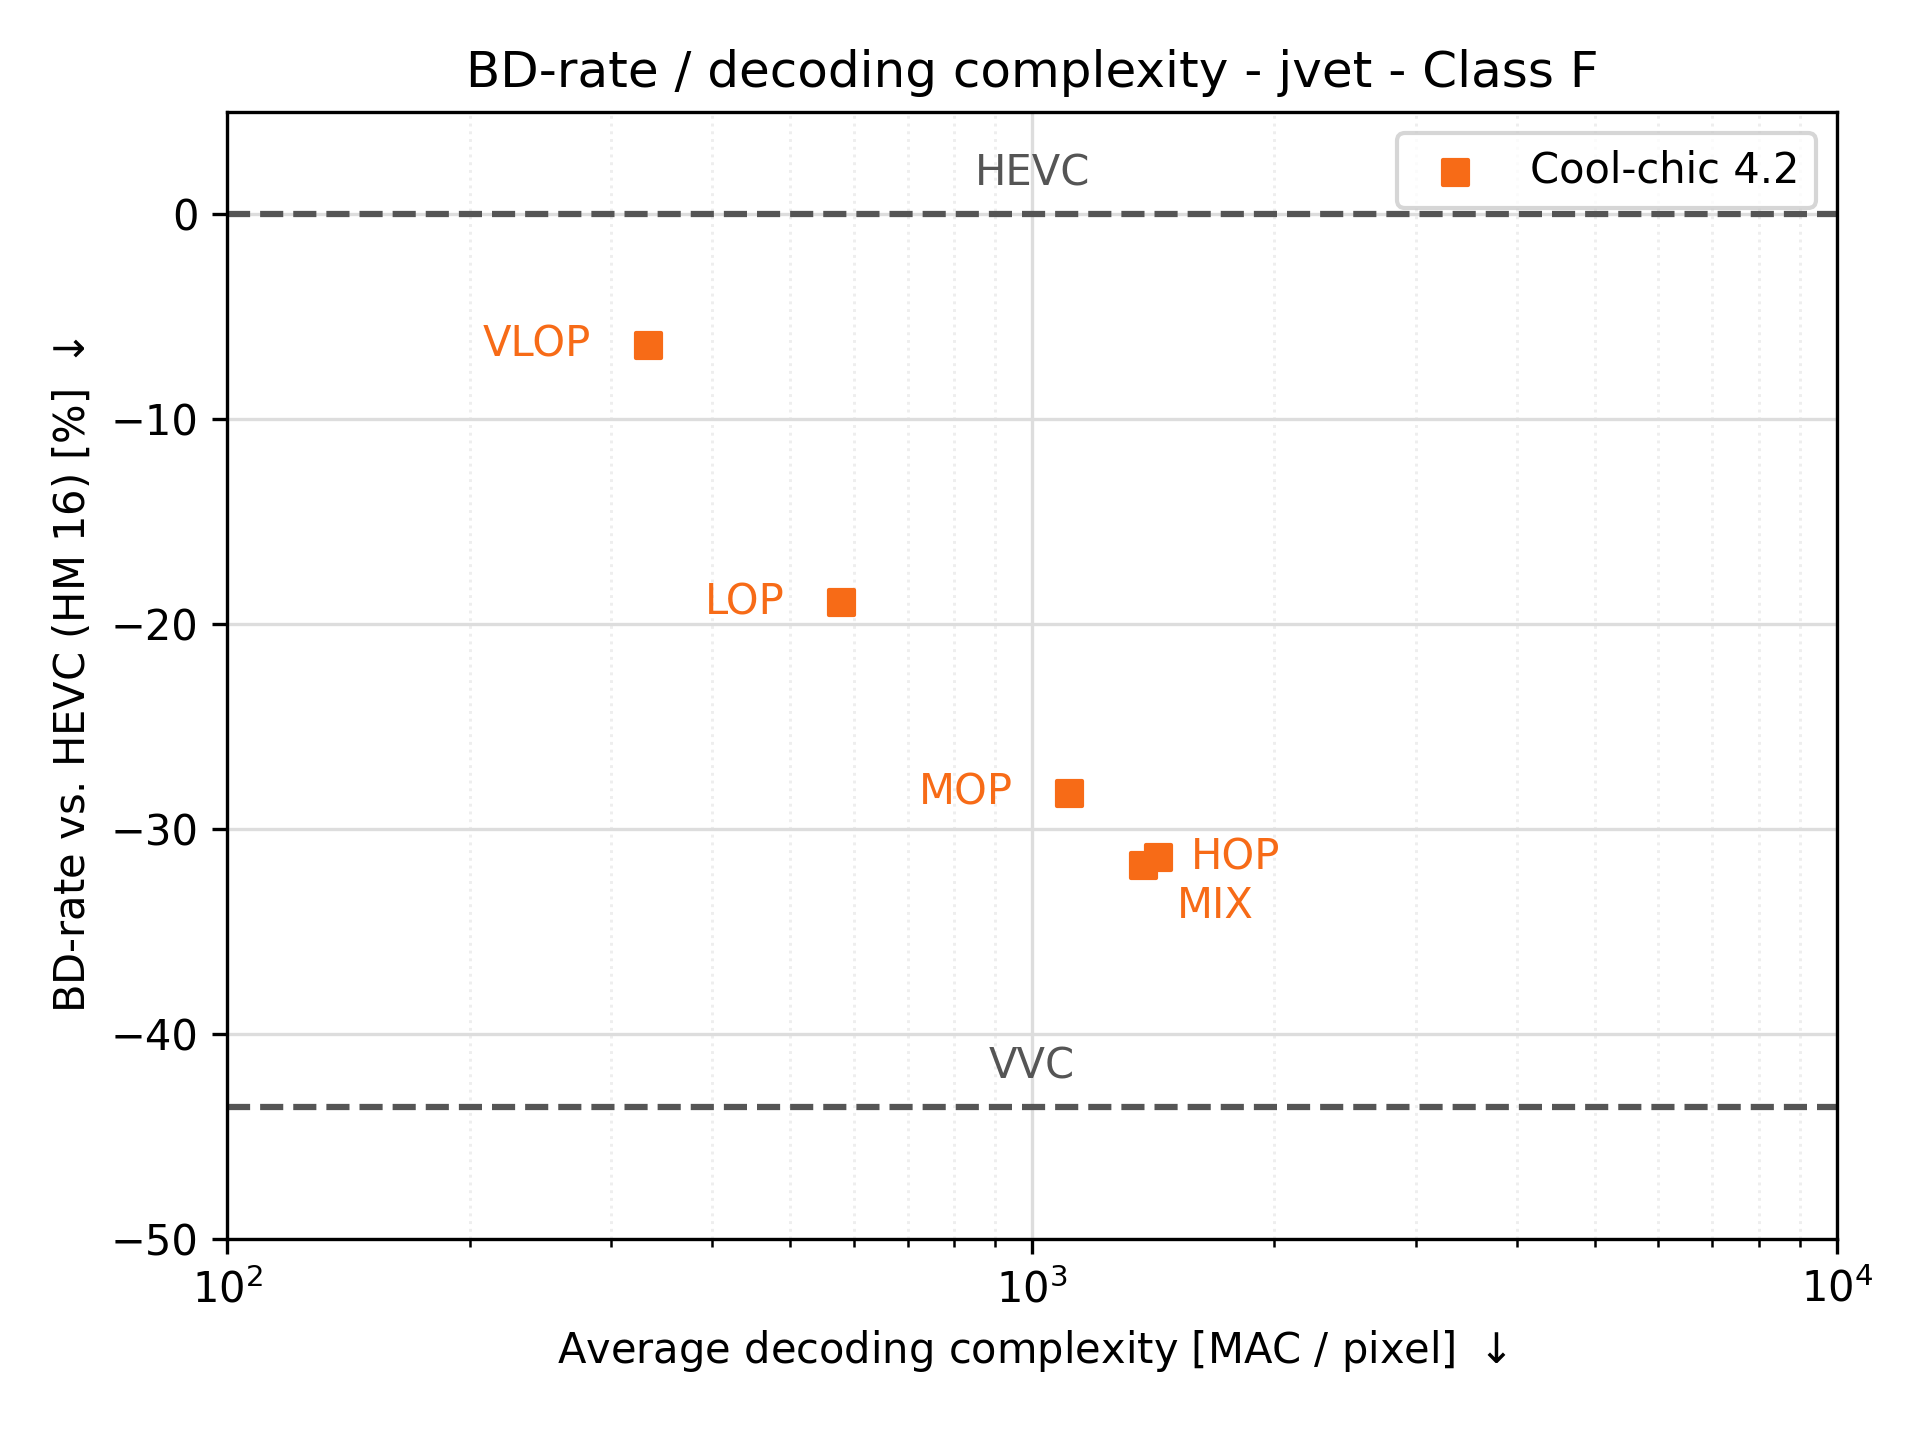 BD-rate / decoding complexity - jvet - Class F
HEVC
Cool-chic 4.2
0
VLOP
−10
LOP
−20
MOP
−30
HOP
MIX
−40
VVC
−50
10²
10³
10⁴
BD-rate vs. HEVC (HM 16) [%] ↓
Average decoding complexity [MAC / pixel] ↓